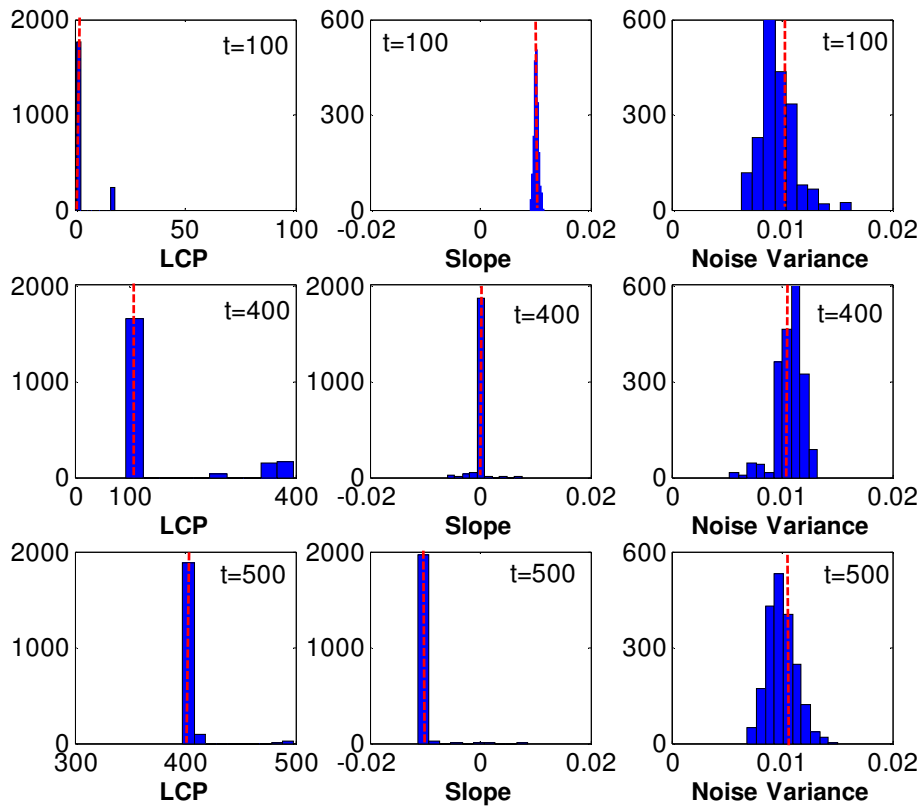 2000
1000
0
t=100
0 50 100
LCP
600
300
0
t=100
-0.02 0 0.02
Slope
600
300
0
t=100
0 0.01 0.02
Noise Variance
2000
1000
0
t=400
0 100 400
LCP
2000
1000
0
t=400
-0.02 0 0.02
Slope
600
300
0
t=400
0 0.01 0.02
Noise Variance
2000
1000
0
t=500
300 400 500
LCP
2000
1000
0
t=500
-0.02 0 0.02
Slope
600
300
0
t=500
0 0.01 0.02
Noise Variance